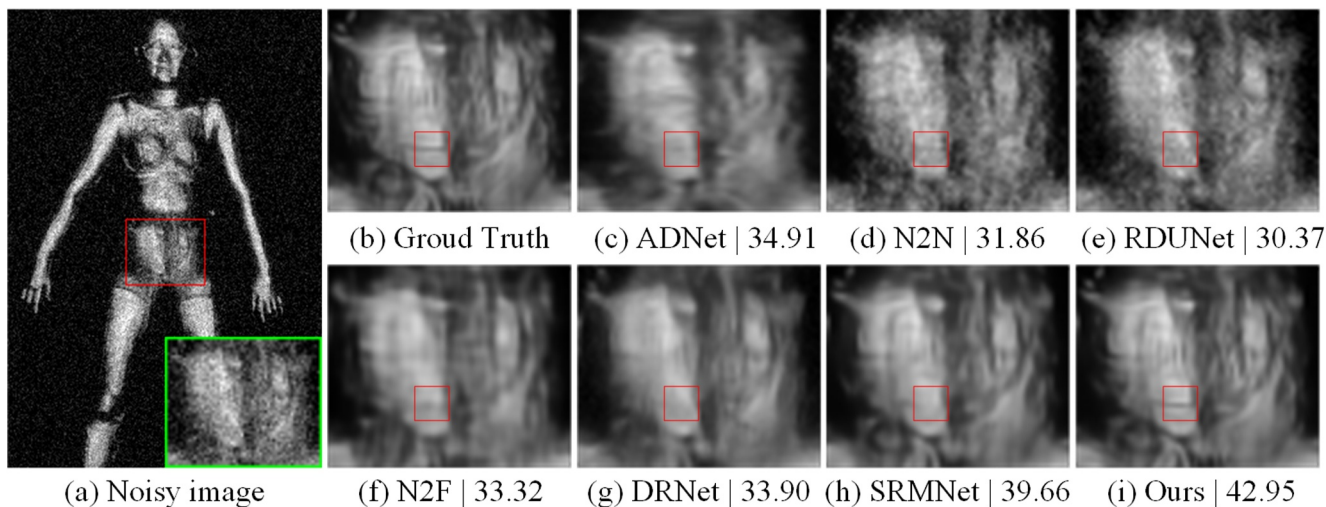 (b) Groud Truth
(c) ADNet | 34.91
(d) N2N | 31.86
(e) RDUNet | 30.37
(a) Noisy image
(f) N2F | 33.32
(g) DRNet | 33.90
(h) SRMNet | 39.66
(i) Ours | 42.95